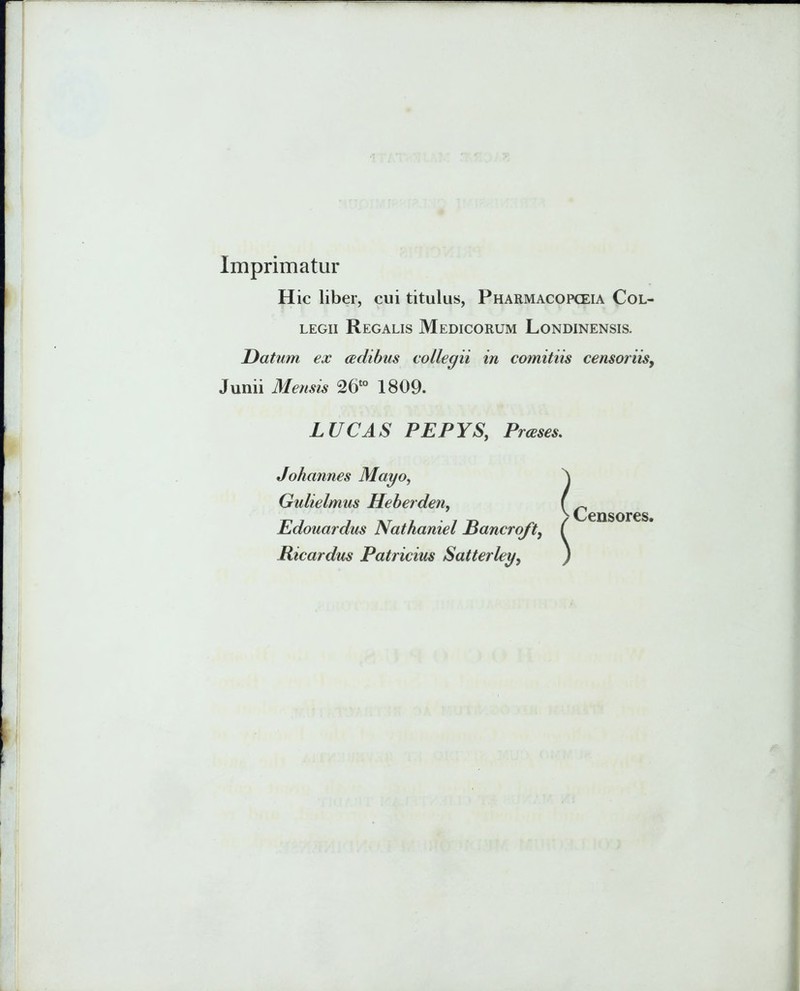 Imprimatur
Hic liber, cui titulus, PHARMACOPŒIA COL-
LEGII REGALIS MEDICORUM LONDINENSIS.
Datum ex ædibus collegii in comitiis censoriis,
Junii Mensis 26to 1809.
LUCAS PEPYS, Præses.
Johannes Mayo,
Gulielmus Heberden,
Edouardus Nathaniel Bancroft,
Ricardus Patricius Satterley,
Censores.